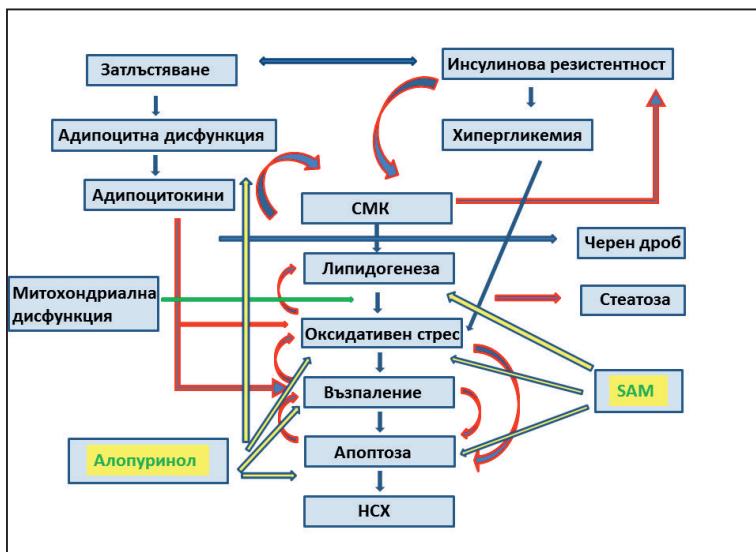 Затлъстяване
Инсулинова резистентност
Адипоцитна дисфункция
Хипергликемия
Адипоцитокини
СМК
Черен дроб
Липидогенеза
Митохондриална
дисфункция
Стеатоза
Оксидативен стрес
Възпаление
SAM
Алопуринол
Апоптоза
НСХ